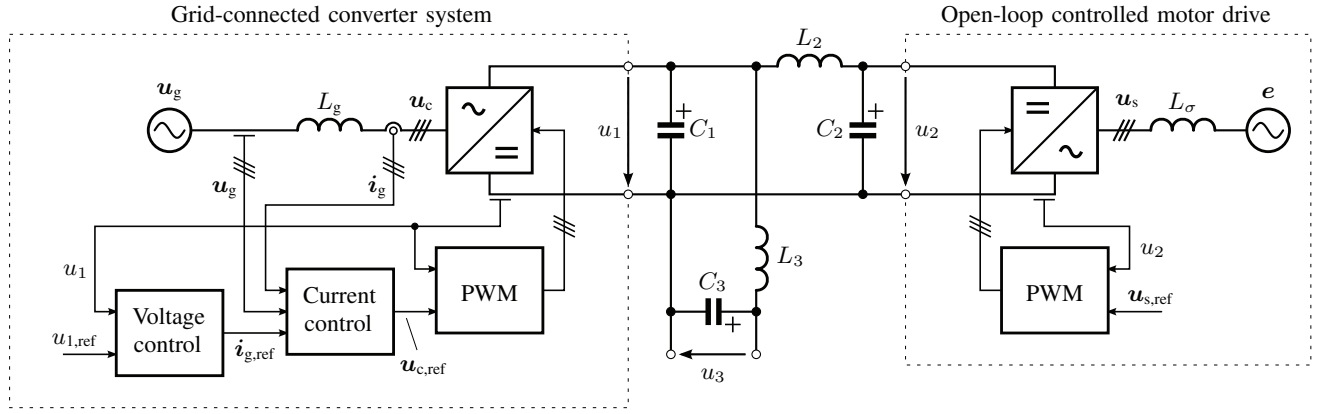 Grid-connected converter system
Open-loop controlled motor drive
u_g
L_g
u_c
L_2
u_s
L_σ
e
u_1
C_1
C_2
u_2
u_g
i_g
L_3
C_3
u_3
u_1
u_1,ref
Voltage
control
i_g,ref
Current
control
u_c,ref
PWM
PWM
u_2
u_s,ref